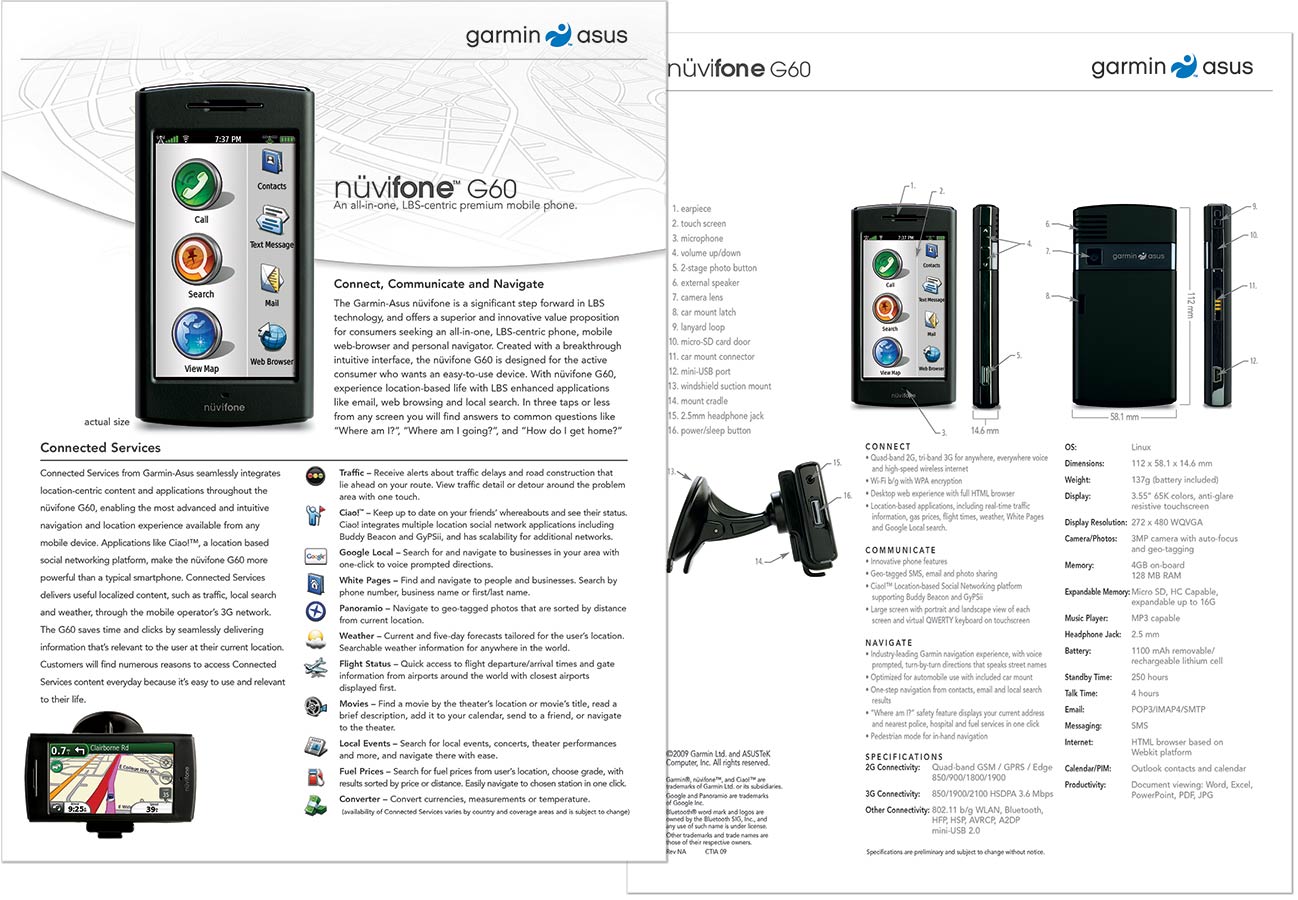 garmin asus
7:37 PM
Call
Search
View Map
Contacts
Text Message
Mail
Web Browser
nüvifone
actual size
nüvifone™ G60
An all-in-one, LBS-centric premium mobile phone.
Connect, Communicate and Navigate
The Garmin-Asus nüvifone is a significant step forward in LBS
technology, and offers a superior and innovative value proposition
for consumers seeking an all-in-one, LBS-centric phone, mobile
web-browser and personal navigator. Created with a breakthrough
intuitive interface, the nüvifone G60 is designed for the active
consumer who wants an easy-to-use device. With nüvifone G60,
experience location-based life with LBS enhanced applications
like email, web browsing and local search. In three taps or less
from any screen you will find answers to common questions like
“Where am I?”, “Where am I going?”, and “How do I get home?”
Connected Services
Connected Services from Garmin-Asus seamlessly integrates
location-centric content and applications throughout the
nüvifone G60, enabling the most advanced and intuitive
navigation and location experience available from any
mobile device. Applications like Ciao!™, a location based
social networking platform, make the nüvifone G60 more
powerful than a typical smartphone. Connected Services
delivers useful localized content, such as traffic, local search
and weather, through the mobile operator’s 3G network.
The G60 saves time and clicks by seamlessly delivering
information that’s relevant to the user at their current location.
Customers will find numerous reasons to access Connected
Services content everyday because it’s easy to use and relevant
to their life.
0.7
Clairborne Rd
E College Way St
9:25
39
35
nüvifone
Traffic – Receive alerts about traffic delays and road construction that
lie ahead on your route. View traffic detail or detour around the problem
area with one touch.
Ciao!™ – Keep up to date on your friends’ whereabouts and see their status.
Ciao! integrates multiple location social network applications including
Buddy Beacon and GyPSii, and has scalability for additional networks.
Google
Google Local – Search for and navigate to businesses in your area with
one-click to voice prompted directions.
White Pages – Find and navigate to people and businesses. Search by
phone number, business name or first/last name.
Panoramio – Navigate to geo-tagged photos that are sorted by distance
from current location.
Weather – Current and five-day forecasts tailored for the user’s location.
Searchable weather information for anywhere in the world.
Flight Status – Quick access to flight departure/arrival times and gate
information from airports around the world with closest airports
displayed first.
Movies – Find a movie by the theater’s location or movie’s title, read a
brief description, add it to your calendar, send to a friend, or navigate
to the theater.
Local Events – Search for local events, concerts, theater performances
and more, and navigate there with ease.
Fuel Prices – Search for fuel prices from user’s location, choose grade, with
results sorted by price or distance. Easily navigate to chosen station in one click.
Converter – Convert currencies, measurements or temperature.
(availability of Connected Services varies by country and coverage areas and is subject to change)
nüvifone G60
garmin asus
1. earpiece
2. touch screen
3. microphone
4. volume up/down
5. 2-stage photo button
6. external speaker
7. camera lens
8. car mount latch
9. lanyard loop
10. micro-SD card door
11. car mount connector
12. mini-USB port
13. windshield suction mount
14. mount cradle
15. 2.5mm headphone jack
16. power/sleep button
7:37 PM
Call
Search
View Map
Contacts
Text Message
Mail
Web Browser
nüvifone
garmin asus
1.
2.
3.
4.
5.
6.
7.
8.
9.
10.
11.
12.
14.6 mm
58.1 mm
112 mm
13.
14.
15.
16.
CONNECT
• Quad-band 2G, tri-band 3G for anywhere, everywhere voice
and high-speed wireless internet
• Wi-Fi b/g with WPA encryption
• Desktop web experience with full HTML browser
• Location-based applications, including real-time traffic
information, gas prices, flight times, weather, White Pages
and Google Local search.
COMMUNICATE
• Innovative phone features
• Geo-tagged SMS, email and photo sharing
• Ciao!™ Location-based Social Networking platform
supporting Buddy Beacon and GyPSii
• Large screen with portrait and landscape view of each
screen and virtual QWERTY keyboard on touchscreen
NAVIGATE
• Industry-leading Garmin navigation experience, with voice
prompted, turn-by-turn directions that speaks street names
• Optimized for automobile use with included car mount
• One-step navigation from contacts, email and local search
results
• “Where am I?” safety feature displays your current address
and nearest police, hospital and fuel services in one click
• Pedestrian mode for in-hand navigation
SPECIFICATIONS
2G Connectivity: Quad-band GSM / GPRS / Edge
850/900/1800/1900
3G Connectivity: 850/1900/2100 HSDPA 3.6 Mbps
Other Connectivity: 802.11 b/g WLAN, Bluetooth,
HFP, HSP, AVRCP, A2DP
mini-USB 2.0
Specifications are preliminary and subject to change without notice.
OS: Linux
Dimensions: 112 x 58.1 x 14.6 mm
Weight: 137g (battery included)
Display: 3.55” 65K colors, anti-glare
resistive touchscreen
Display Resolution: 272 x 480 WQVGA
Camera/Photos: 3MP camera with auto-focus
and geo-tagging
Memory: 4GB on-board
128 MB RAM
Expandable Memory: Micro SD, HC Capable,
expandable up to 16G
Music Player: MP3 capable
Headphone Jack: 2.5 mm
Battery: 1100 mAh removable/
rechargeable lithium cell
Standby Time: 250 hours
Talk Time: 4 hours
Email: POP3/IMAP4/SMTP
Messaging: SMS
Internet: HTML browser based on
Webkit platform
Calendar/PIM: Outlook contacts and calendar
Productivity: Document viewing: Word, Excel,
PowerPoint, PDF, JPG
©2009 Garmin Ltd. and ASUSTeK
Computer, Inc. All rights reserved.
Garmin®, nüvifone™, and Ciao!™ are
trademarks of Garmin Ltd. or its subsidiaries.
Google and Panoramio are trademarks
of Google Inc.
Bluetooth® word mark and logos are
owned by the Bluetooth SIG, Inc., and
any use of such name is under license.
Other trademarks and trade names are
those of their respective owners.
Rev NA CTIA 09